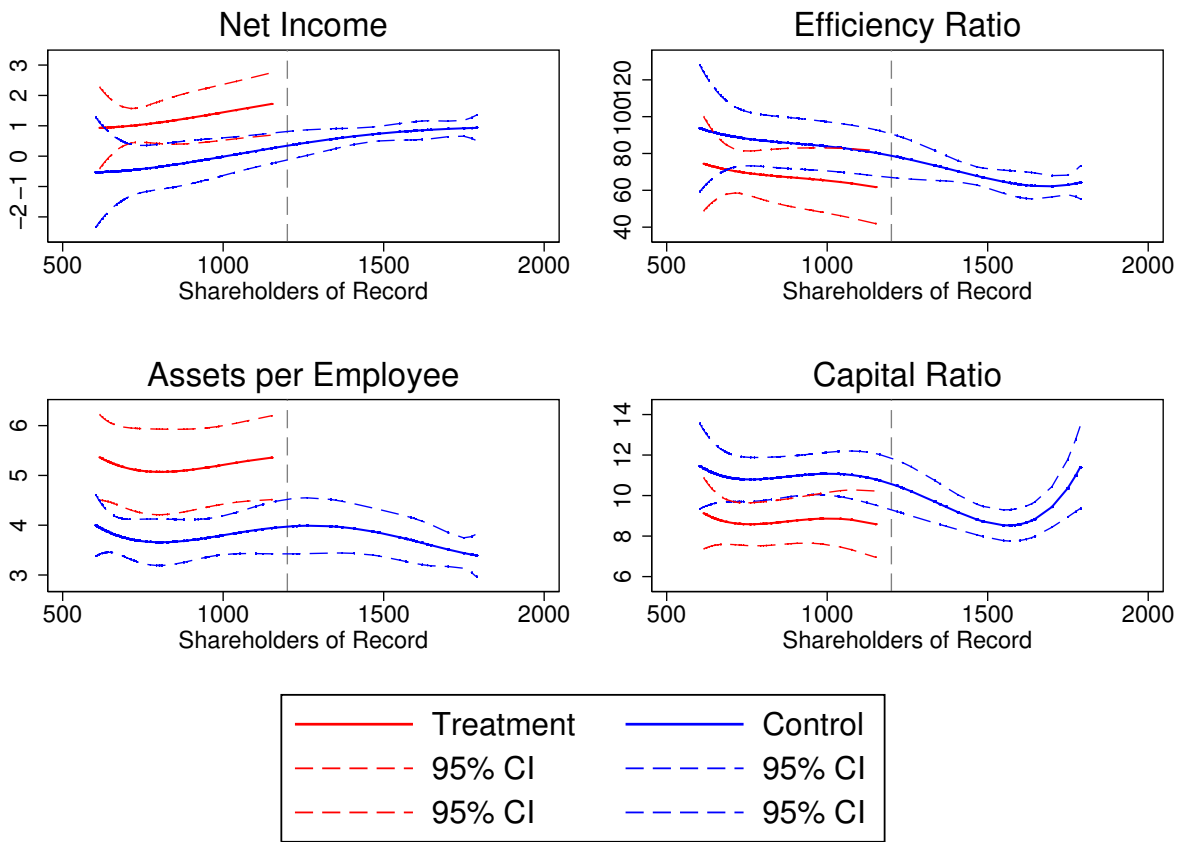 Net Income
3
2
1
0
−1
−2
500 1000 1500 2000
Shareholders of Record
Efficiency Ratio
120
100
80
60
40
500 1000 1500 2000
Shareholders of Record
Assets per Employee
6
5
4
3
500 1000 1500 2000
Shareholders of Record
Capital Ratio
14
12
10
8
6
500 1000 1500 2000
Shareholders of Record
Treatment Control
95% CI 95% CI
95% CI 95% CI